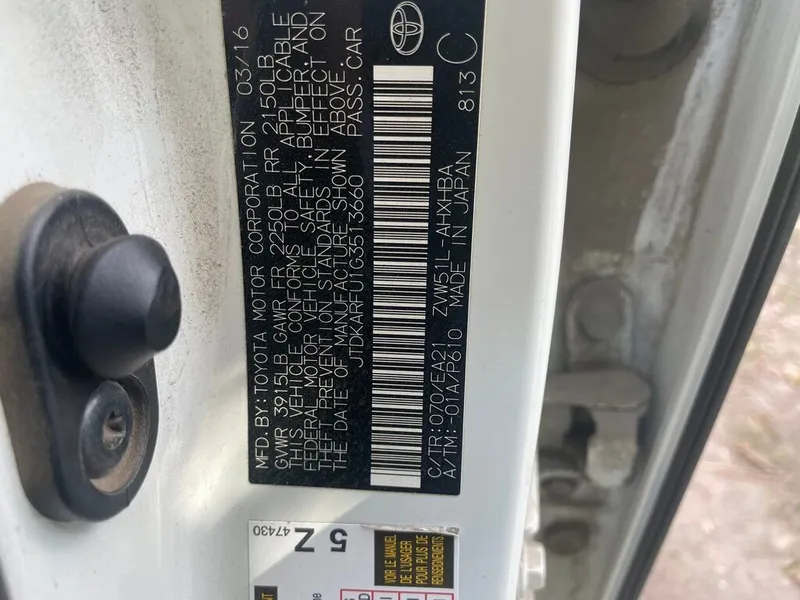 MFD.BY:TOYOTA MOTOR CORPORATION 03/16
GVWR 3915LB GAWR FR 2250LB RR 2150LB
THIS VEHICLE CONFORMS TO ALL APPLICABLE
FEDERAL MOTOR VEHICLE SAFETY, BUMPER, AND
THEFT PREVENTION STANDARDS IN EFFECT ON
THE DATE OF MANUFACTURE SHOWN ABOVE.
JTDKARFU1G3513660 PASS.CAR
C/TR:070/EA21 ZVW51L-AHXHBA
A/TM:-01A/P610 MADE IN JAPAN 813 C
5 Z
47430
VOIR LE MANUEL
DE L'USAGER
POUR PLUS DE
RENSEIGNEMENTS